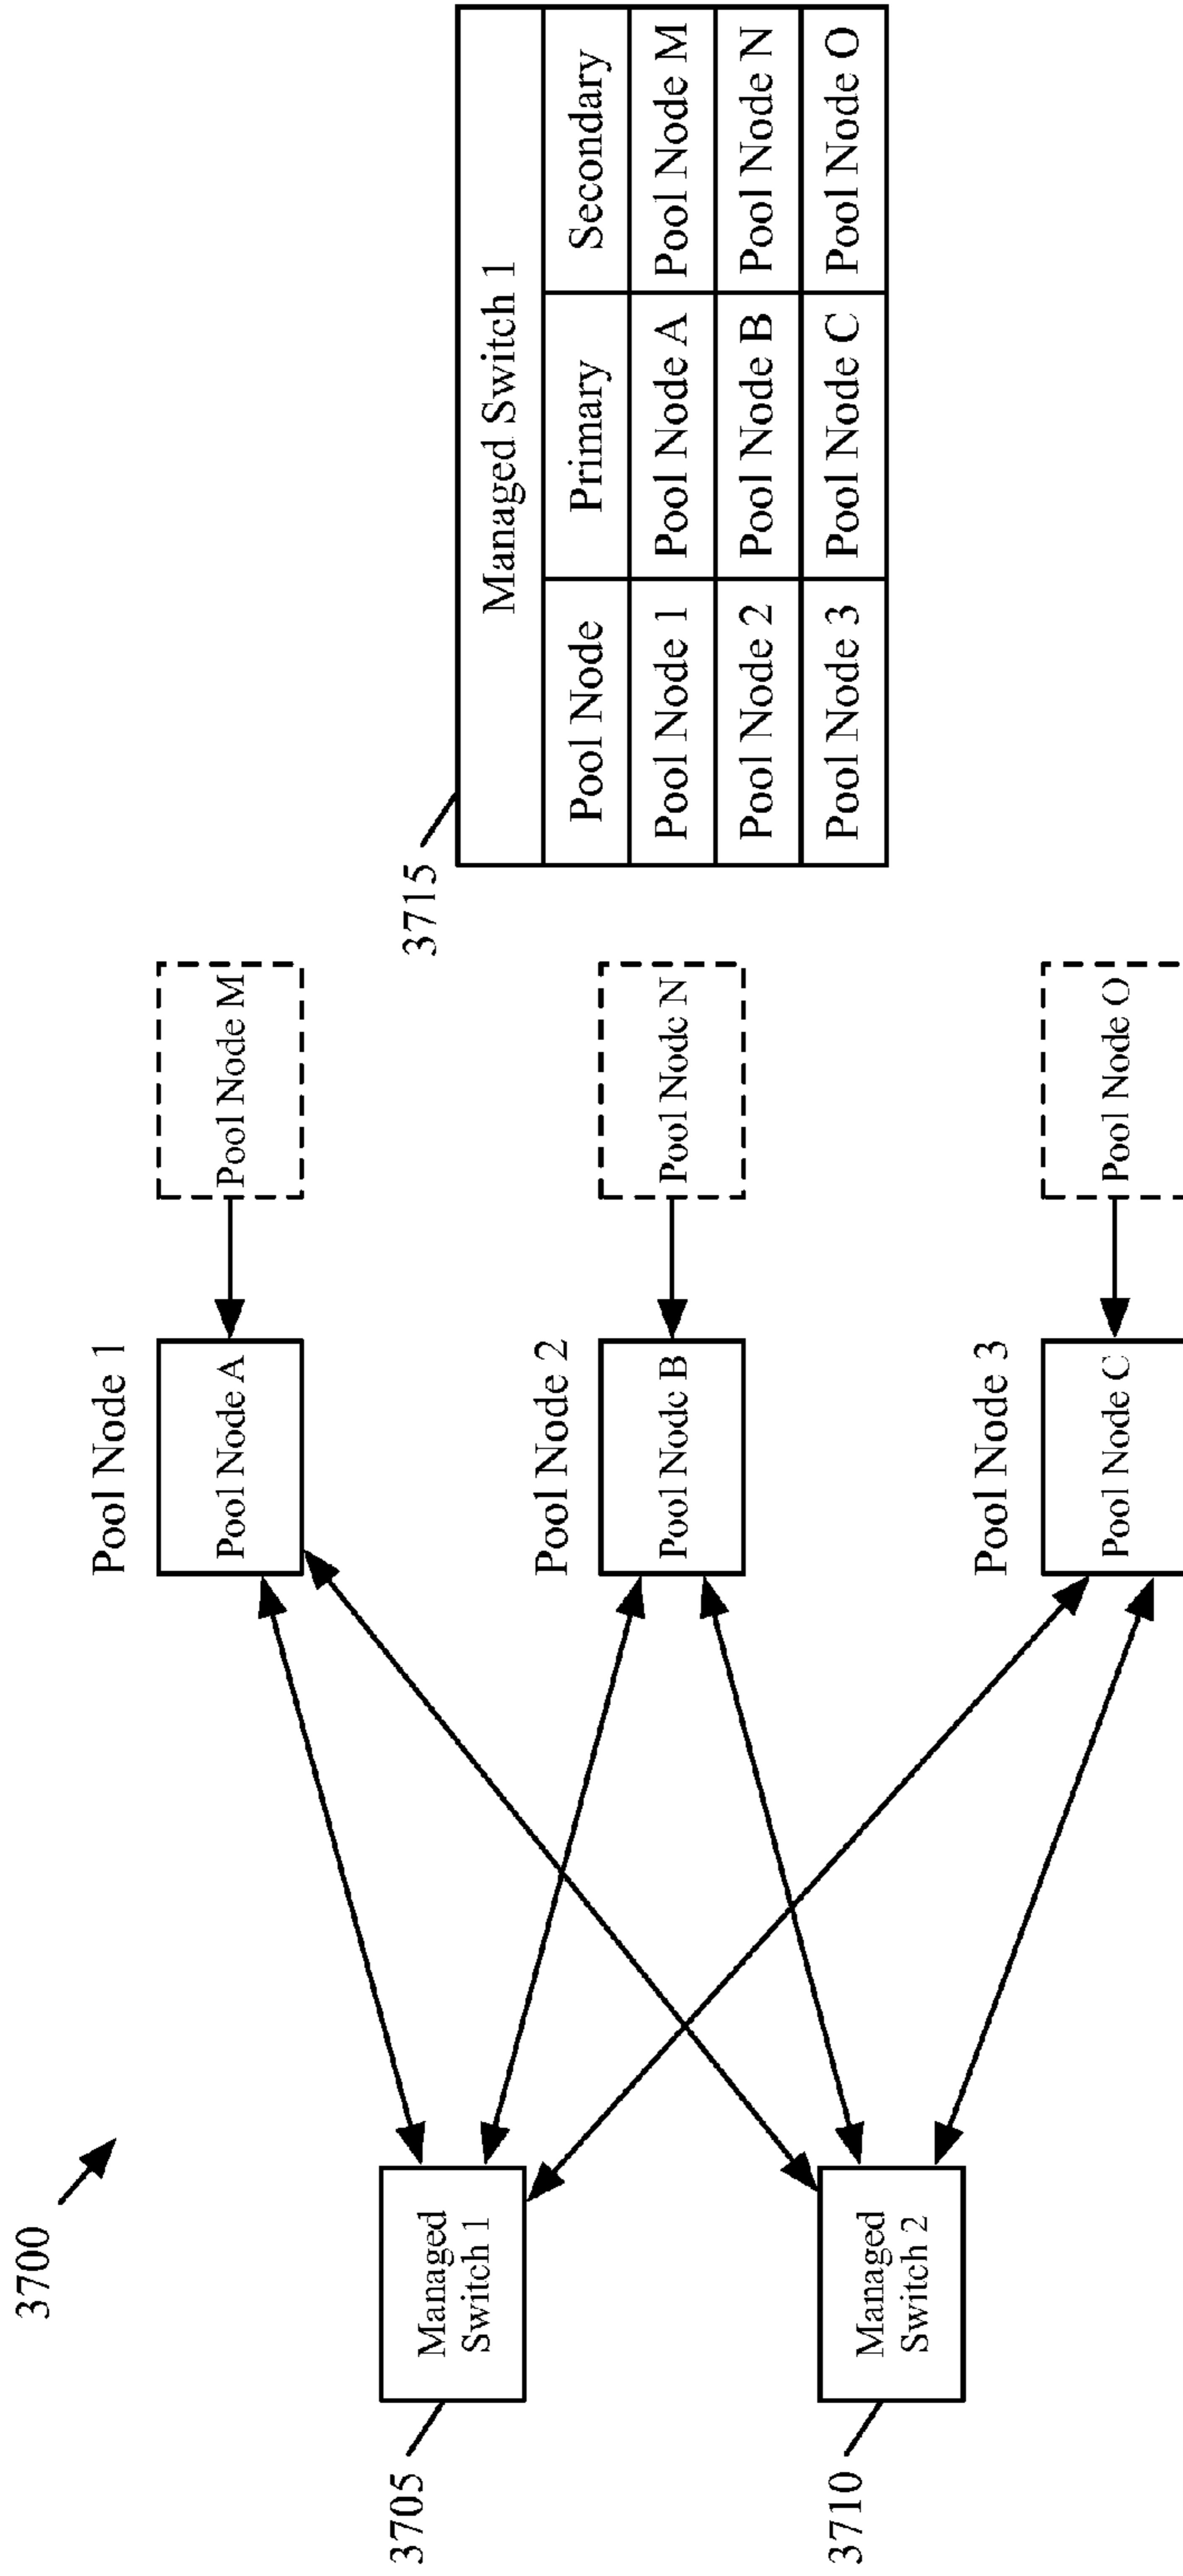 3700
Pool Node 1
Pool Node A
Pool Node M
3705
Managed
Switch 1
Pool Node 2
Pool Node B
Pool Node N
3710
Managed
Switch 2
Pool Node 3
Pool Node C
Pool Node O
3715
Managed Switch 1
Pool Node Primary Secondary
Pool Node 1 Pool Node A Pool Node M
Pool Node 2 Pool Node B Pool Node N
Pool Node 3 Pool Node C Pool Node O